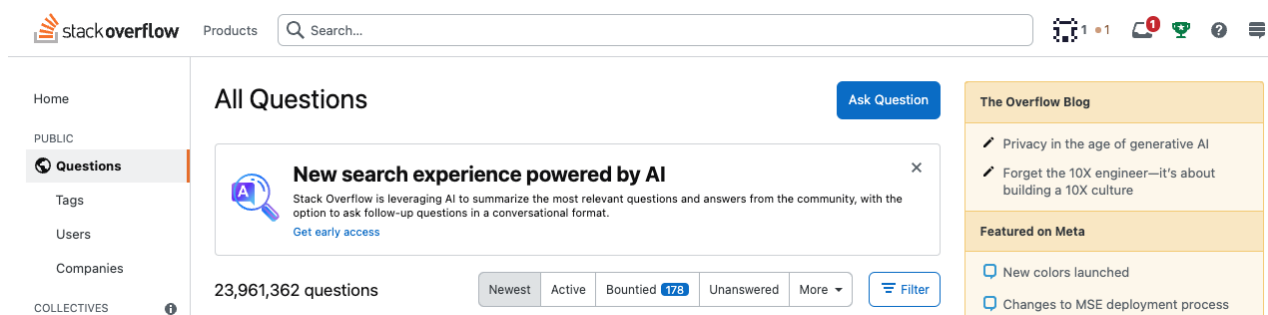 stackoverflow
Products
Search...
1 1
1
Home
PUBLIC
Questions
Tags
Users
Companies
COLLECTIVES
All Questions
Ask Question
New search experience powered by AI
Stack Overflow is leveraging AI to summarize the most relevant questions and answers from the community, with the
option to ask follow-up questions in a conversational format.
Get early access
23,961,362 questions
Newest
Active
Bountied 178
Unanswered
More
Filter
The Overflow Blog
Privacy in the age of generative AI
Forget the 10X engineer—it's about
building a 10X culture
Featured on Meta
New colors launched
Changes to MSE deployment process